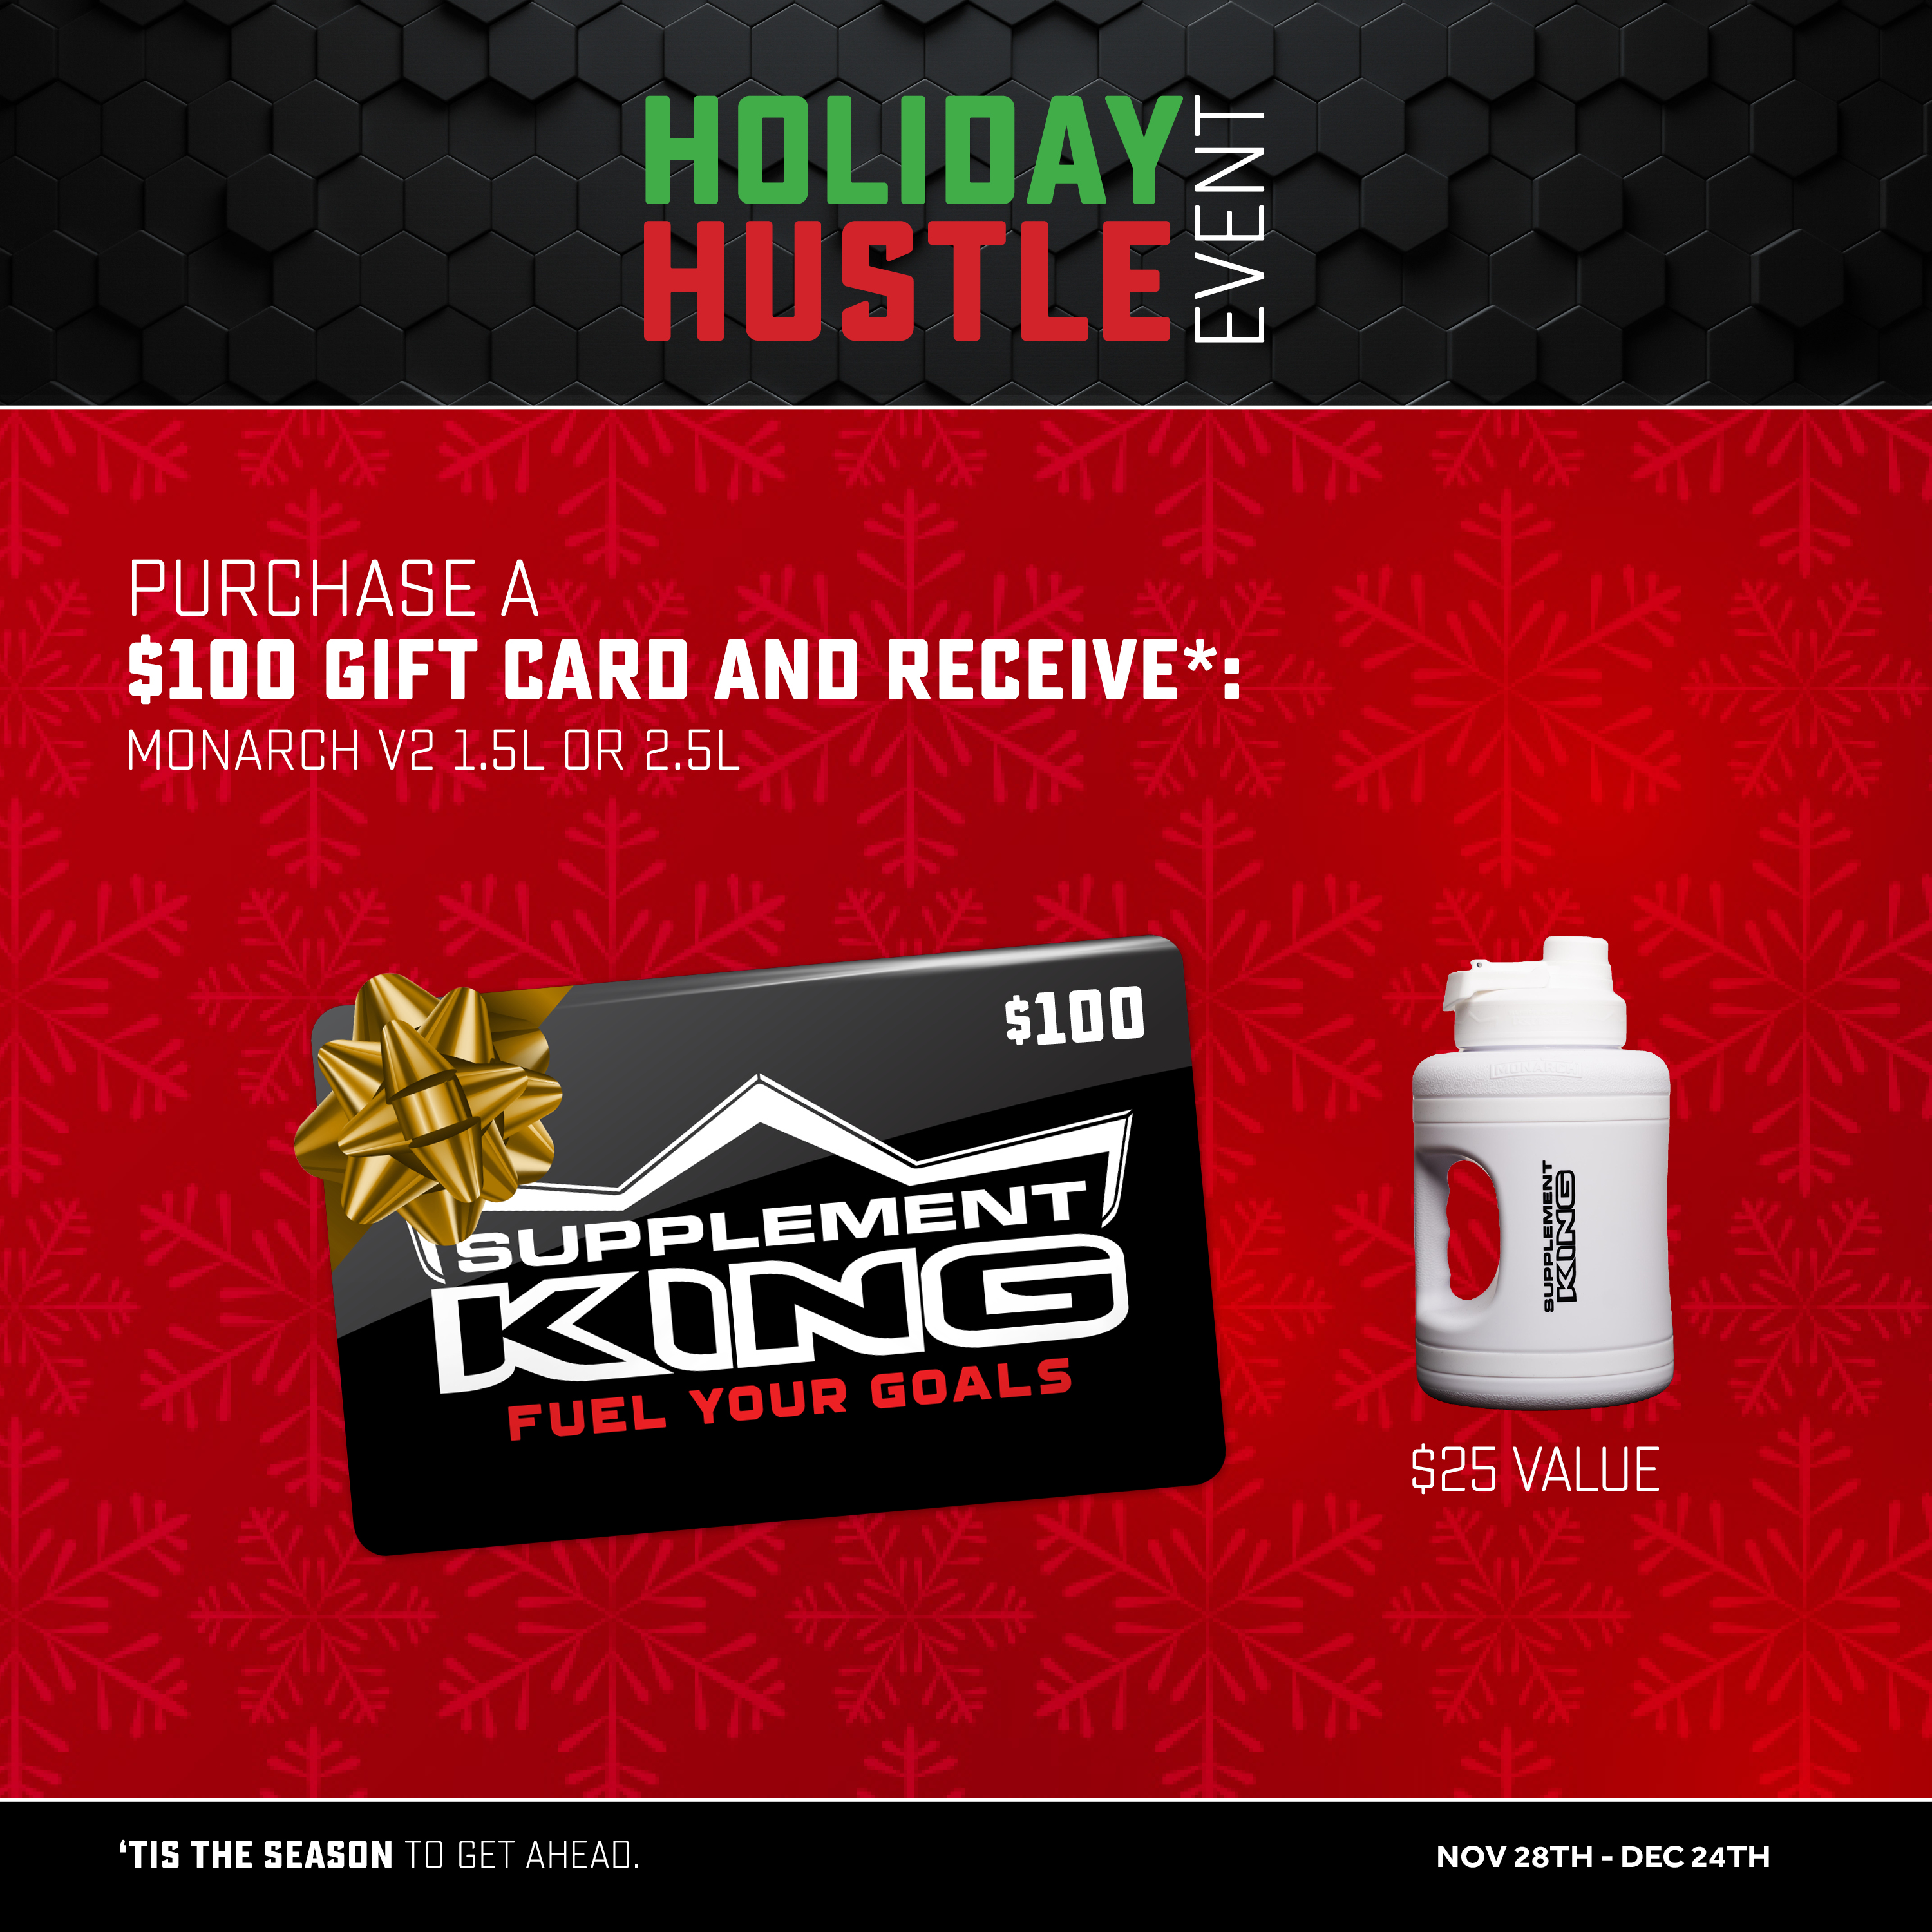 HOLIDAY
HUSTLE
EVENT
PURCHASE A
$100 GIFT CARD AND RECEIVE*:
MONARCH V2 1.5L OR 2.5L
$100
SUPPLEMENT
KING
FUEL YOUR GOALS
MONARCH
SUPPLEMENT
KING
$25 VALUE
‘TIS THE SEASON TO GET AHEAD.
NOV 28TH - DEC 24TH